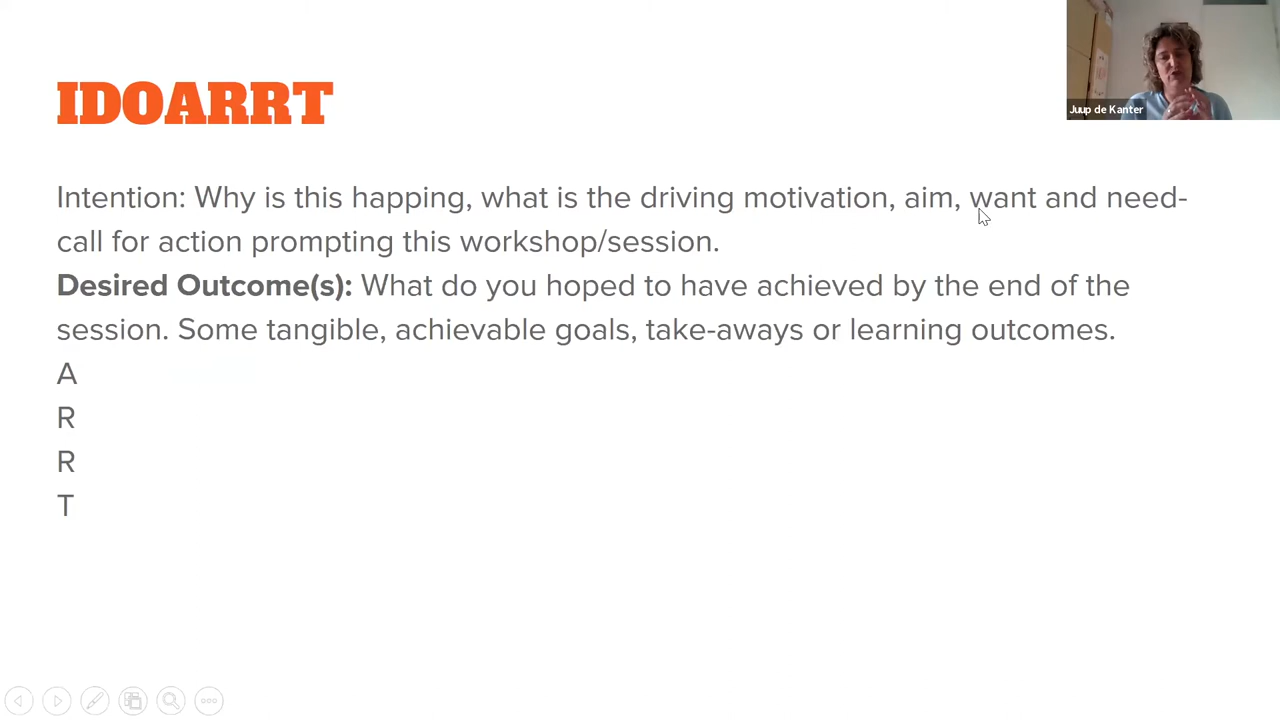 IDOARRT
Juup de Kanter
Intention: Why is this happing, what is the driving motivation, aim, want and need-
call for action prompting this workshop/session.
Desired Outcome(s): What do you hoped to have achieved by the end of the
session. Some tangible, achievable goals, take-aways or learning outcomes.
A
R
R
T